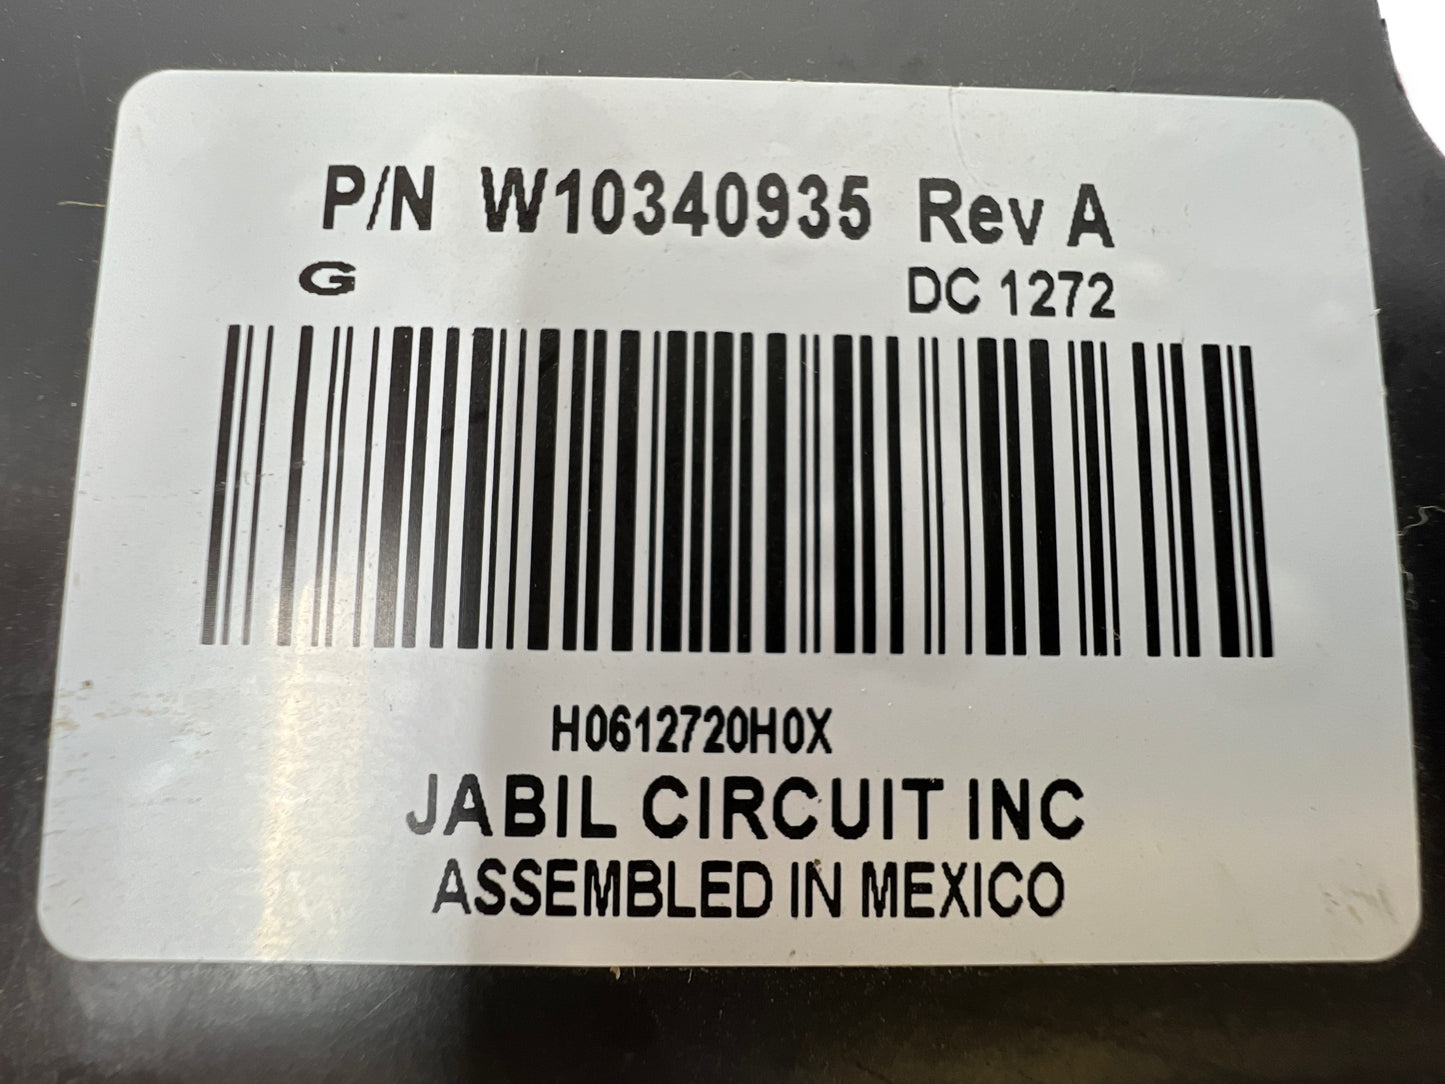 P/N W10340935 Rev A
G DC 1272
H0612720H0X
JABIL CIRCUIT INC
ASSEMBLED IN MEXICO